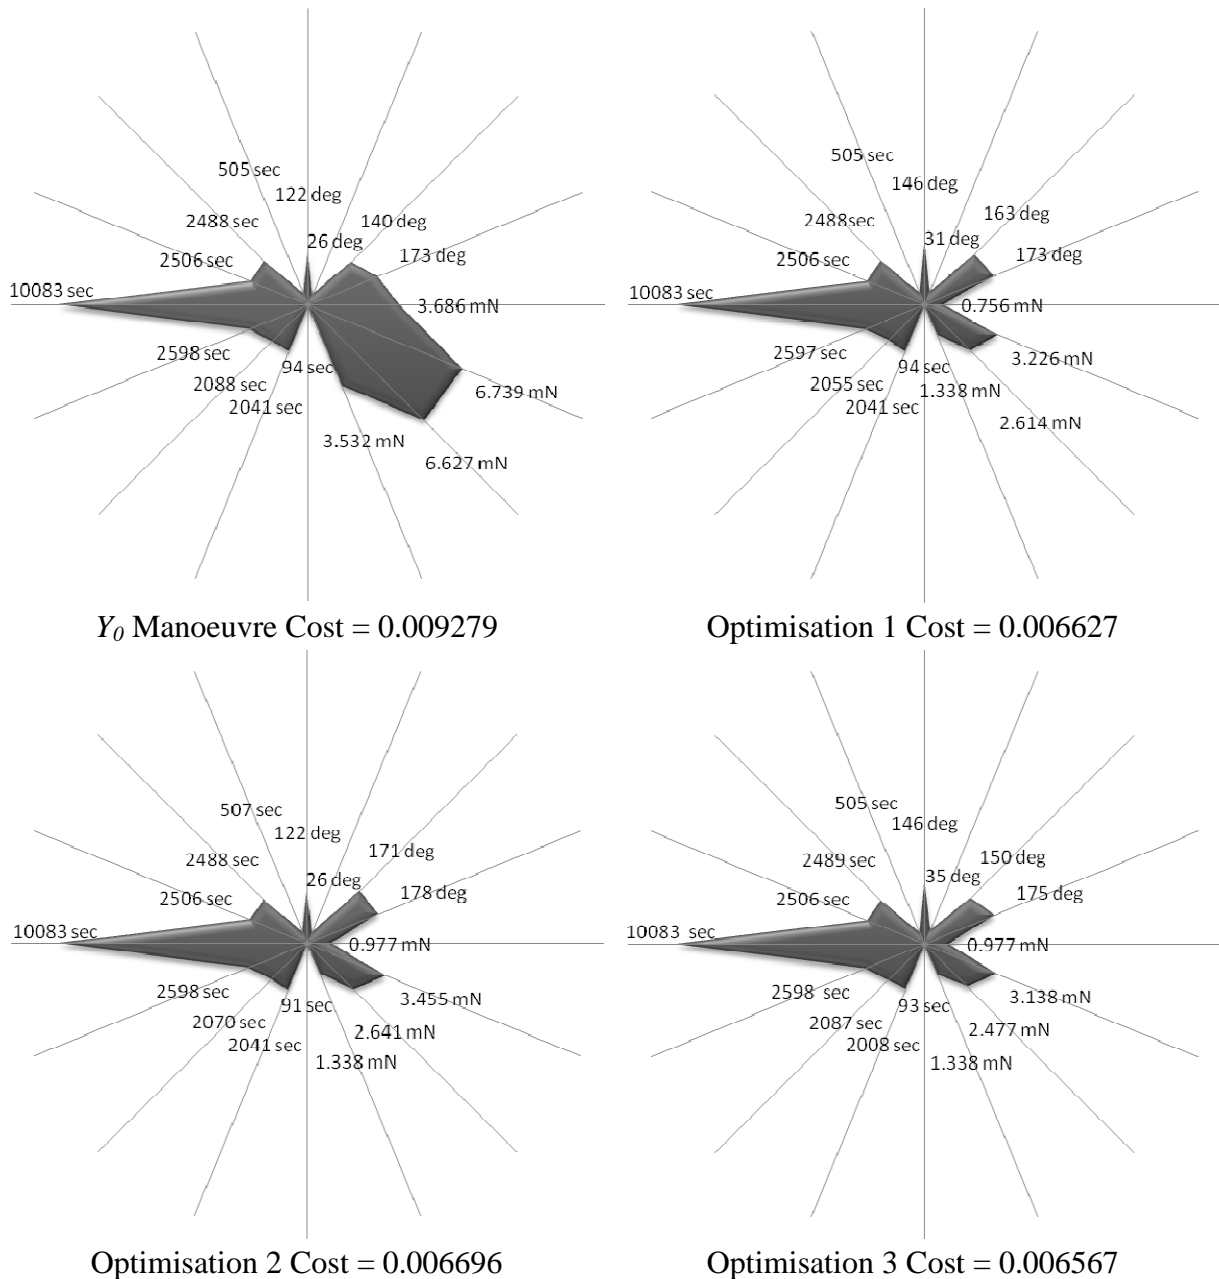 505 sec
122 deg
140 deg
2488 sec
26 deg
173 deg
2506 sec
10083 sec
3.686 mN
2598 sec
94 sec
2088 sec
6.739 mN
2041 sec
3.532 mN
6.627 mN
Y0 Manoeuvre Cost = 0.009279
505 sec
146 deg
163 deg
2488sec
31 deg
173 deg
2506 sec
10083 sec
0.756 mN
2597 sec
3.226 mN
94 sec
2055 sec
1.338 mN
2041 sec
2.614 mN
Optimisation 1 Cost = 0.006627
507 sec
122 deg
171 deg
2488 sec
26 deg
178 deg
2506 sec
10083 sec
0.977 mN
2598 sec
91 sec
3.455 mN
2070 sec
2.641 mN
2041 sec
1.338 mN
Optimisation 2 Cost = 0.006696
505 sec
146 deg
150 deg
2489 sec
35 deg
175 deg
2506 sec
10083 sec
0.977 mN
2598 sec
93 sec
3.138 mN
2087 sec
2.477 mN
2008 sec
1.338 mN
Optimisation 3 Cost = 0.006567